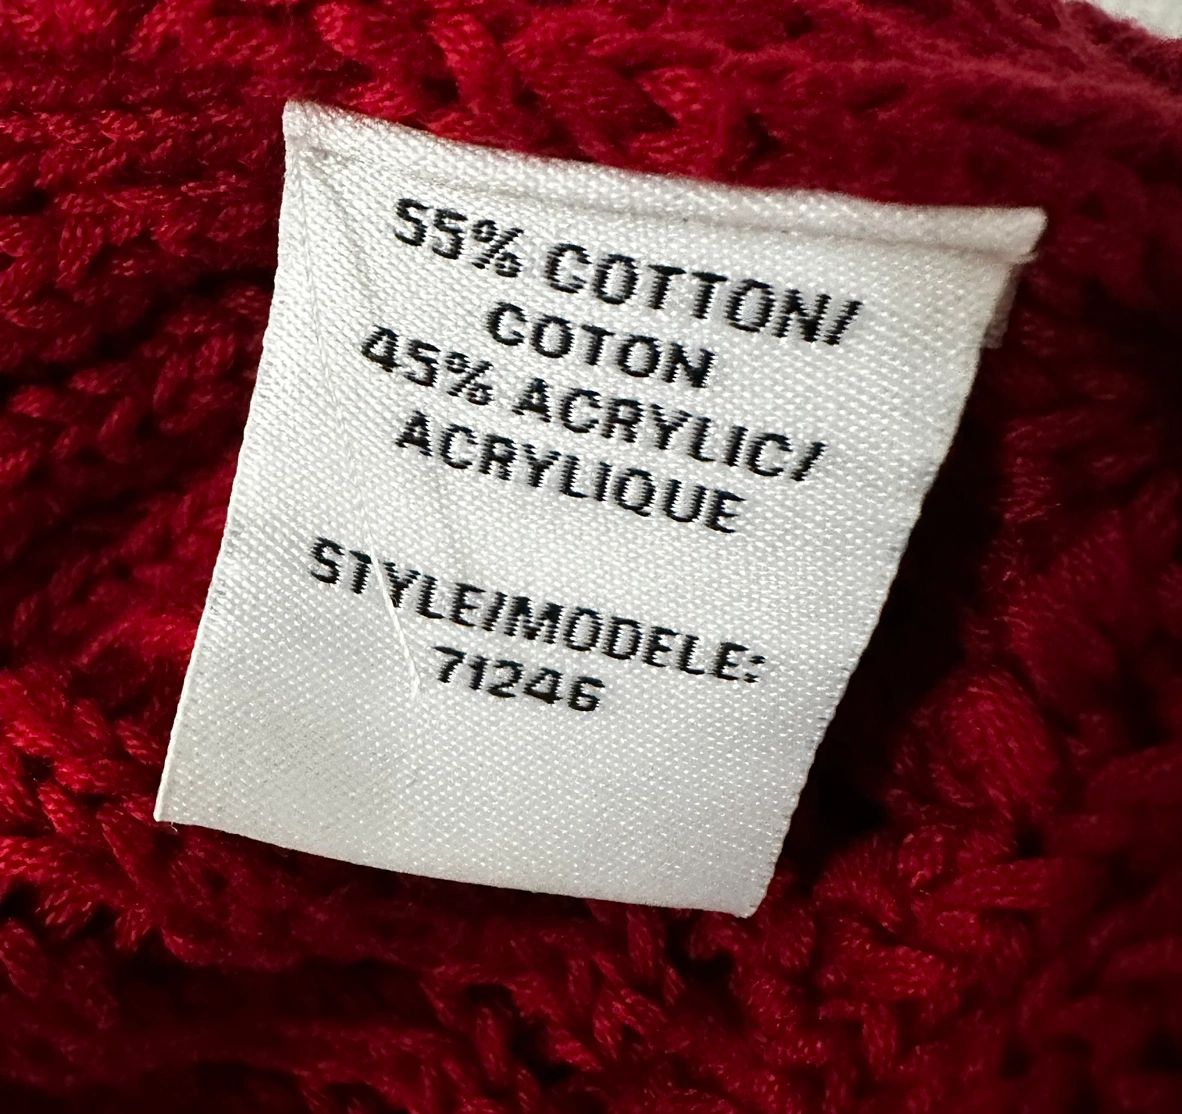 55% COTTON/
COTON
45% ACRYLIC/
ACRYLIQUE
STYLE/MODELE:
71246